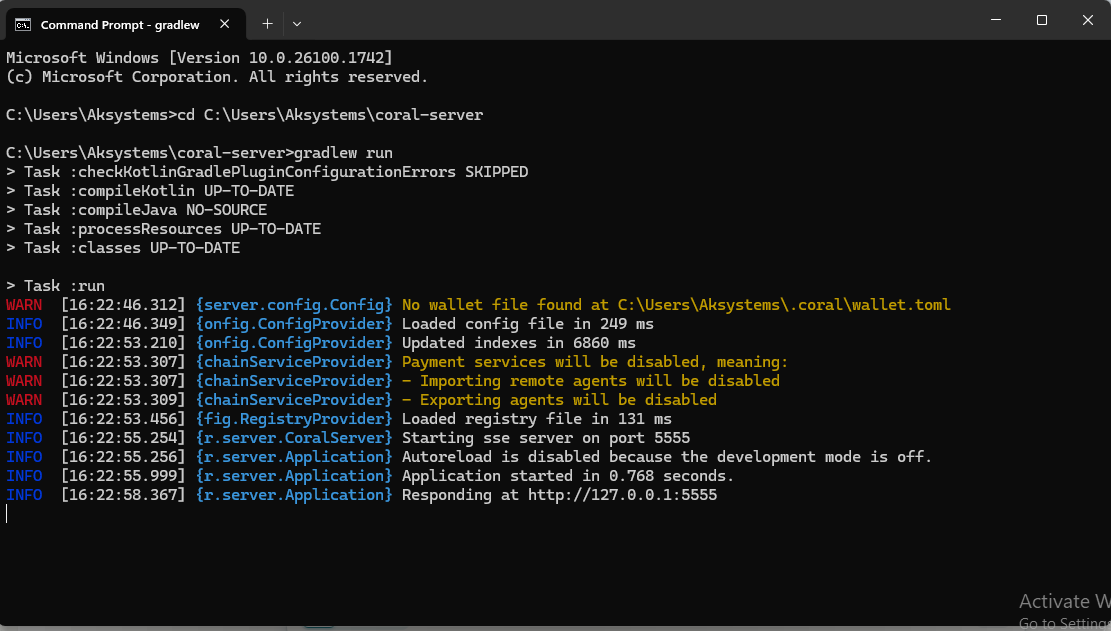 Command Prompt - gradlew
Microsoft Windows [Version 10.0.26100.1742]
(c) Microsoft Corporation. All rights reserved.
C:\Users\Aksystems>cd C:\Users\Aksystems\coral-server
C:\Users\Aksystems\coral-server>gradlew run
> Task :checkKotlinGradlePluginConfigurationErrors SKIPPED
> Task :compileKotlin UP-TO-DATE
> Task :compileJava NO-SOURCE
> Task :processResources UP-TO-DATE
> Task :classes UP-TO-DATE
> Task :run
WARN  [16:22:46.312] {server.config.Config} No wallet file found at C:\Users\Aksystems\.coral\wallet.toml
INFO  [16:22:46.349] {onfig.ConfigProvider} Loaded config file in 249 ms
INFO  [16:22:53.210] {onfig.ConfigProvider} Updated indexes in 6860 ms
WARN  [16:22:53.307] {chainServiceProvider} Payment services will be disabled, meaning:
WARN  [16:22:53.307] {chainServiceProvider} - Importing remote agents will be disabled
WARN  [16:22:53.309] {chainServiceProvider} - Exporting agents will be disabled
INFO  [16:22:53.456] {fig.RegistryProvider} Loaded registry file in 131 ms
INFO  [16:22:55.254] {r.server.CoralServer} Starting sse server on port 5555
INFO  [16:22:55.256] {r.server.Application} Autoreload is disabled because the development mode is off.
INFO  [16:22:55.999] {r.server.Application} Application started in 0.768 seconds.
INFO  [16:22:58.367] {r.server.Application} Responding at http://127.0.0.1:5555
Activate W
Go to Settings